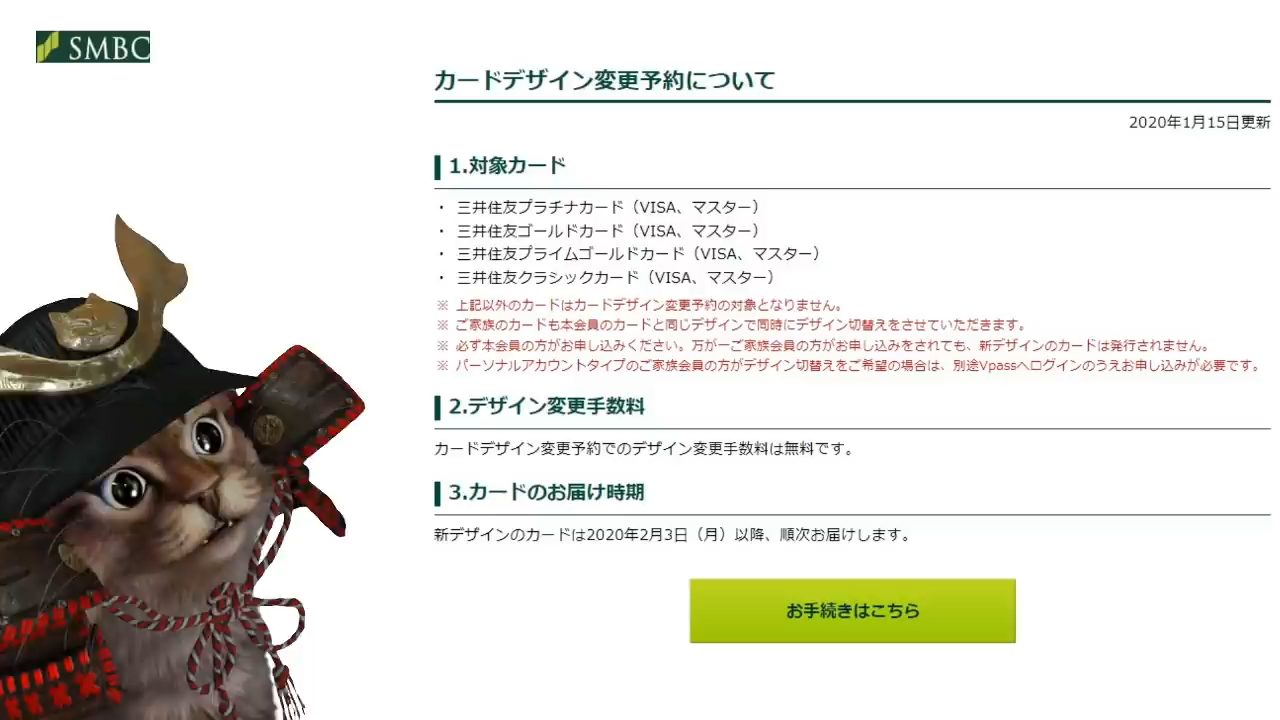 SMBC
カードデザイン変更予約について
2020年1月15日更新
1.対象カード
・ 三井住友プラチナカード（VISA、マスター）
・ 三井住友ゴールドカード（VISA、マスター）
・ 三井住友プライムゴールドカード（VISA、マスター）
・ 三井住友クラシックカード（VISA、マスター）
※ 上記以外のカードはカードデザイン変更予約の対象となりません。
※ ご家族のカードも本会員のカードと同じデザインで同時にデザイン切替えをさせていただきます。
※ 必ず本会員の方がお申し込みください。万が一ご家族会員の方がお申し込みをされても、新デザインのカードは発行されません。
※ パーソナルアカウントタイプのご家族会員の方がデザイン切替えをご希望の場合は、別途Vpassへログインのうえお申し込みが必要です。
2.デザイン変更手数料
カードデザイン変更予約でのデザイン変更手数料は無料です。
3.カードのお届け時期
新デザインのカードは2020年2月3日（月）以降、順次お届けします。
お手続きはこちら